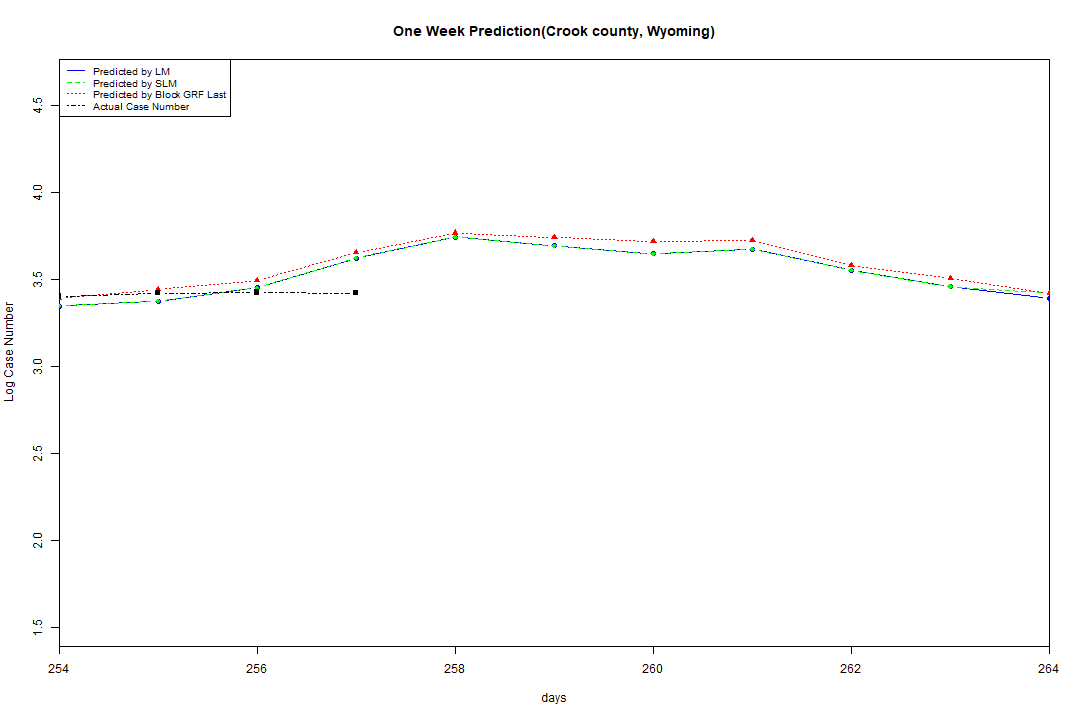 One Week Prediction(Crook county, Wyoming)
Predicted by LM
Predicted by SLM
Predicted by Block GRF Last
Actual Case Number
4.5
4.0
3.5
3.0
2.5
2.0
1.5
Log Case Number
254 256 258 260 262 264
days